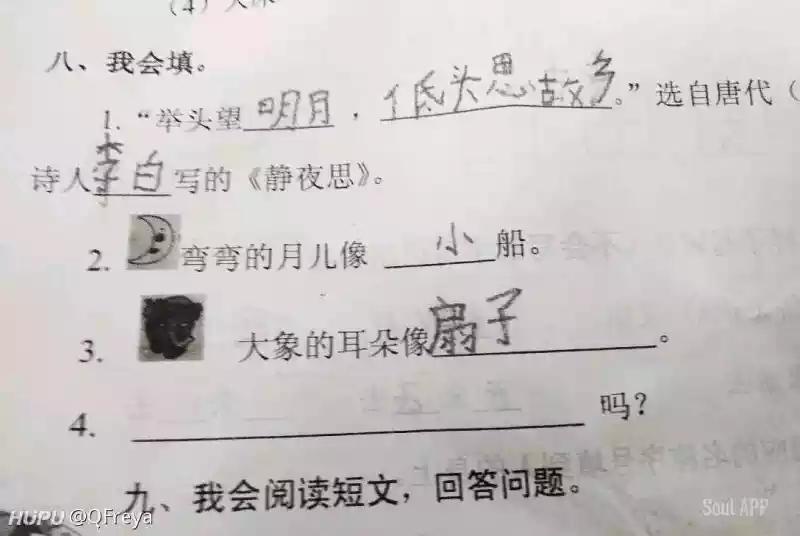 八、我会填。
1. “举头望明月，低头思故乡。”选自唐代（
诗人李白写的《静夜思》。
2. 弯弯的月儿像 小船。
3. 大象的耳朵像扇子。
4. 吗？
九、我会阅读短文，回答问题。
HUPU @QFreya
Soul APP